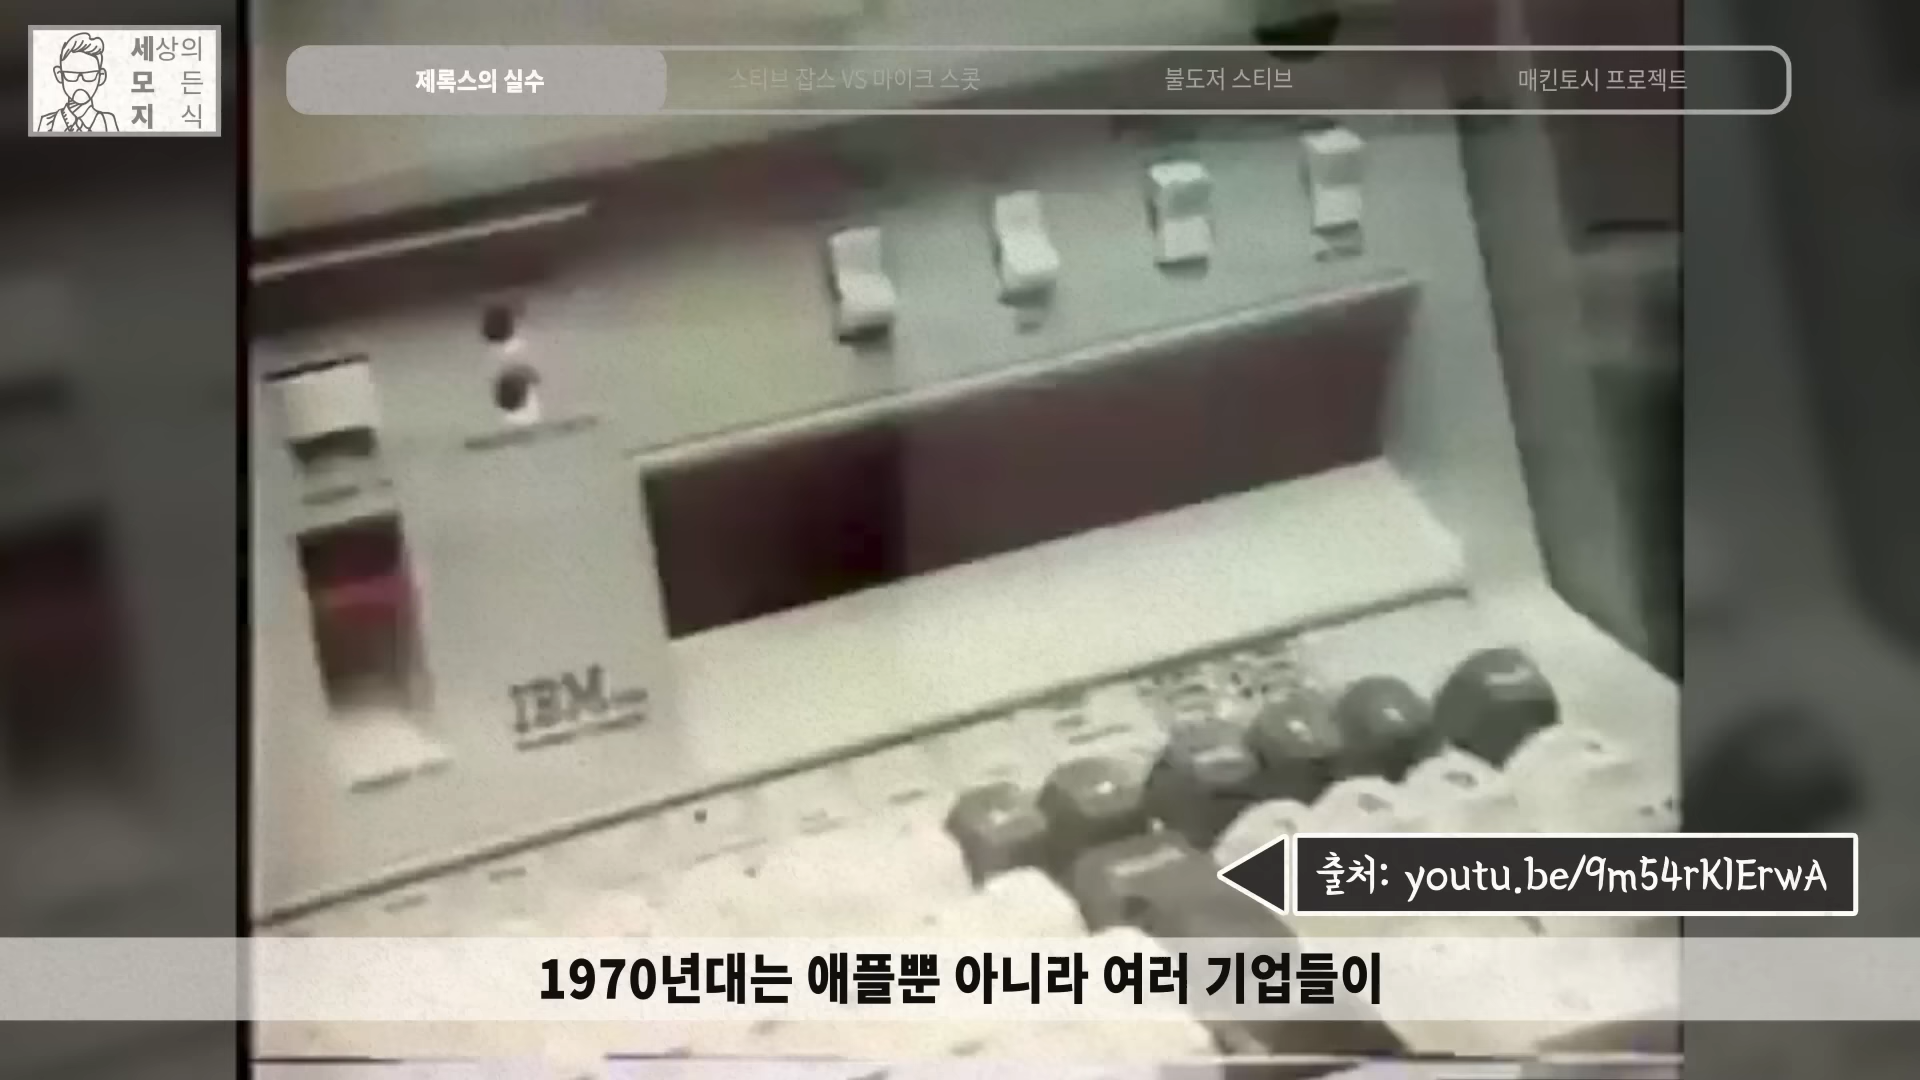 세상의
모든
지식
제록스의 실수
스티브 잡스 VS 마이크 스콧
불도저 스티브
매킨토시 프로젝트
IBM
출처: youtu.be/9m54rKlErwA
1970년대는 애플뿐 아니라 여러 기업들이